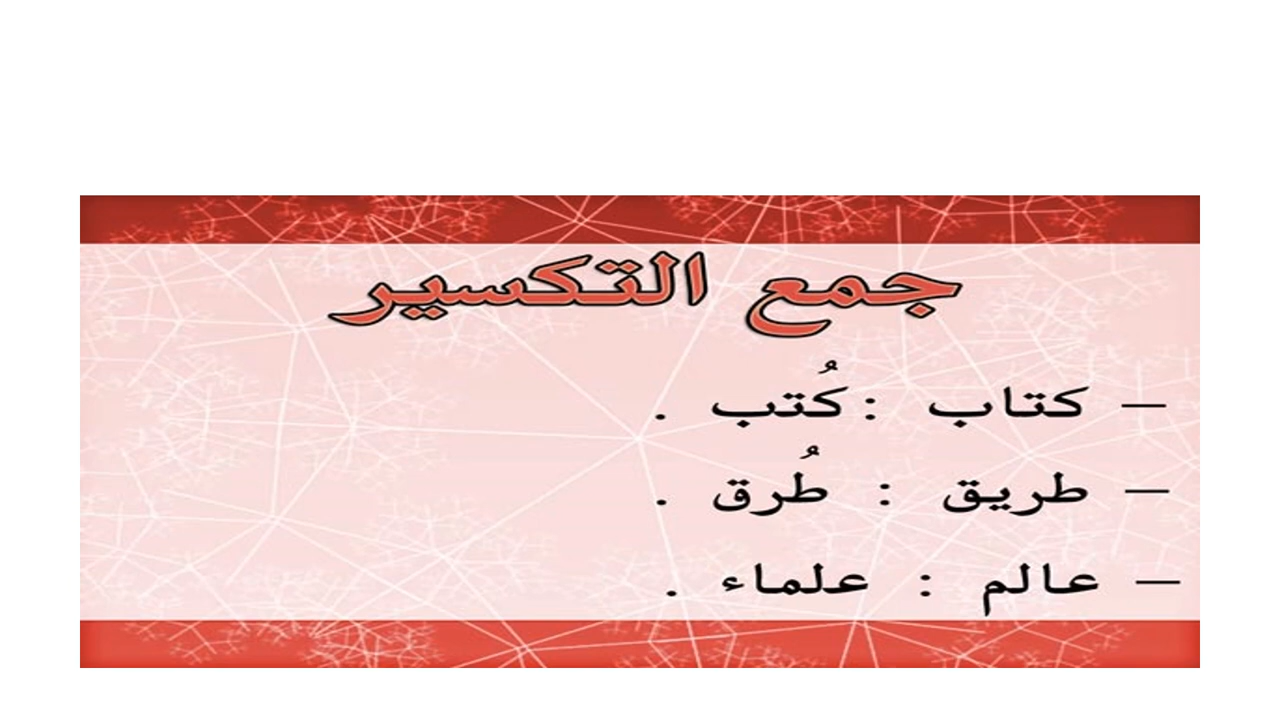 جمع التكسير
– كتاب : كُتب .
– طريق : طُرق .
– عالم : علماء .